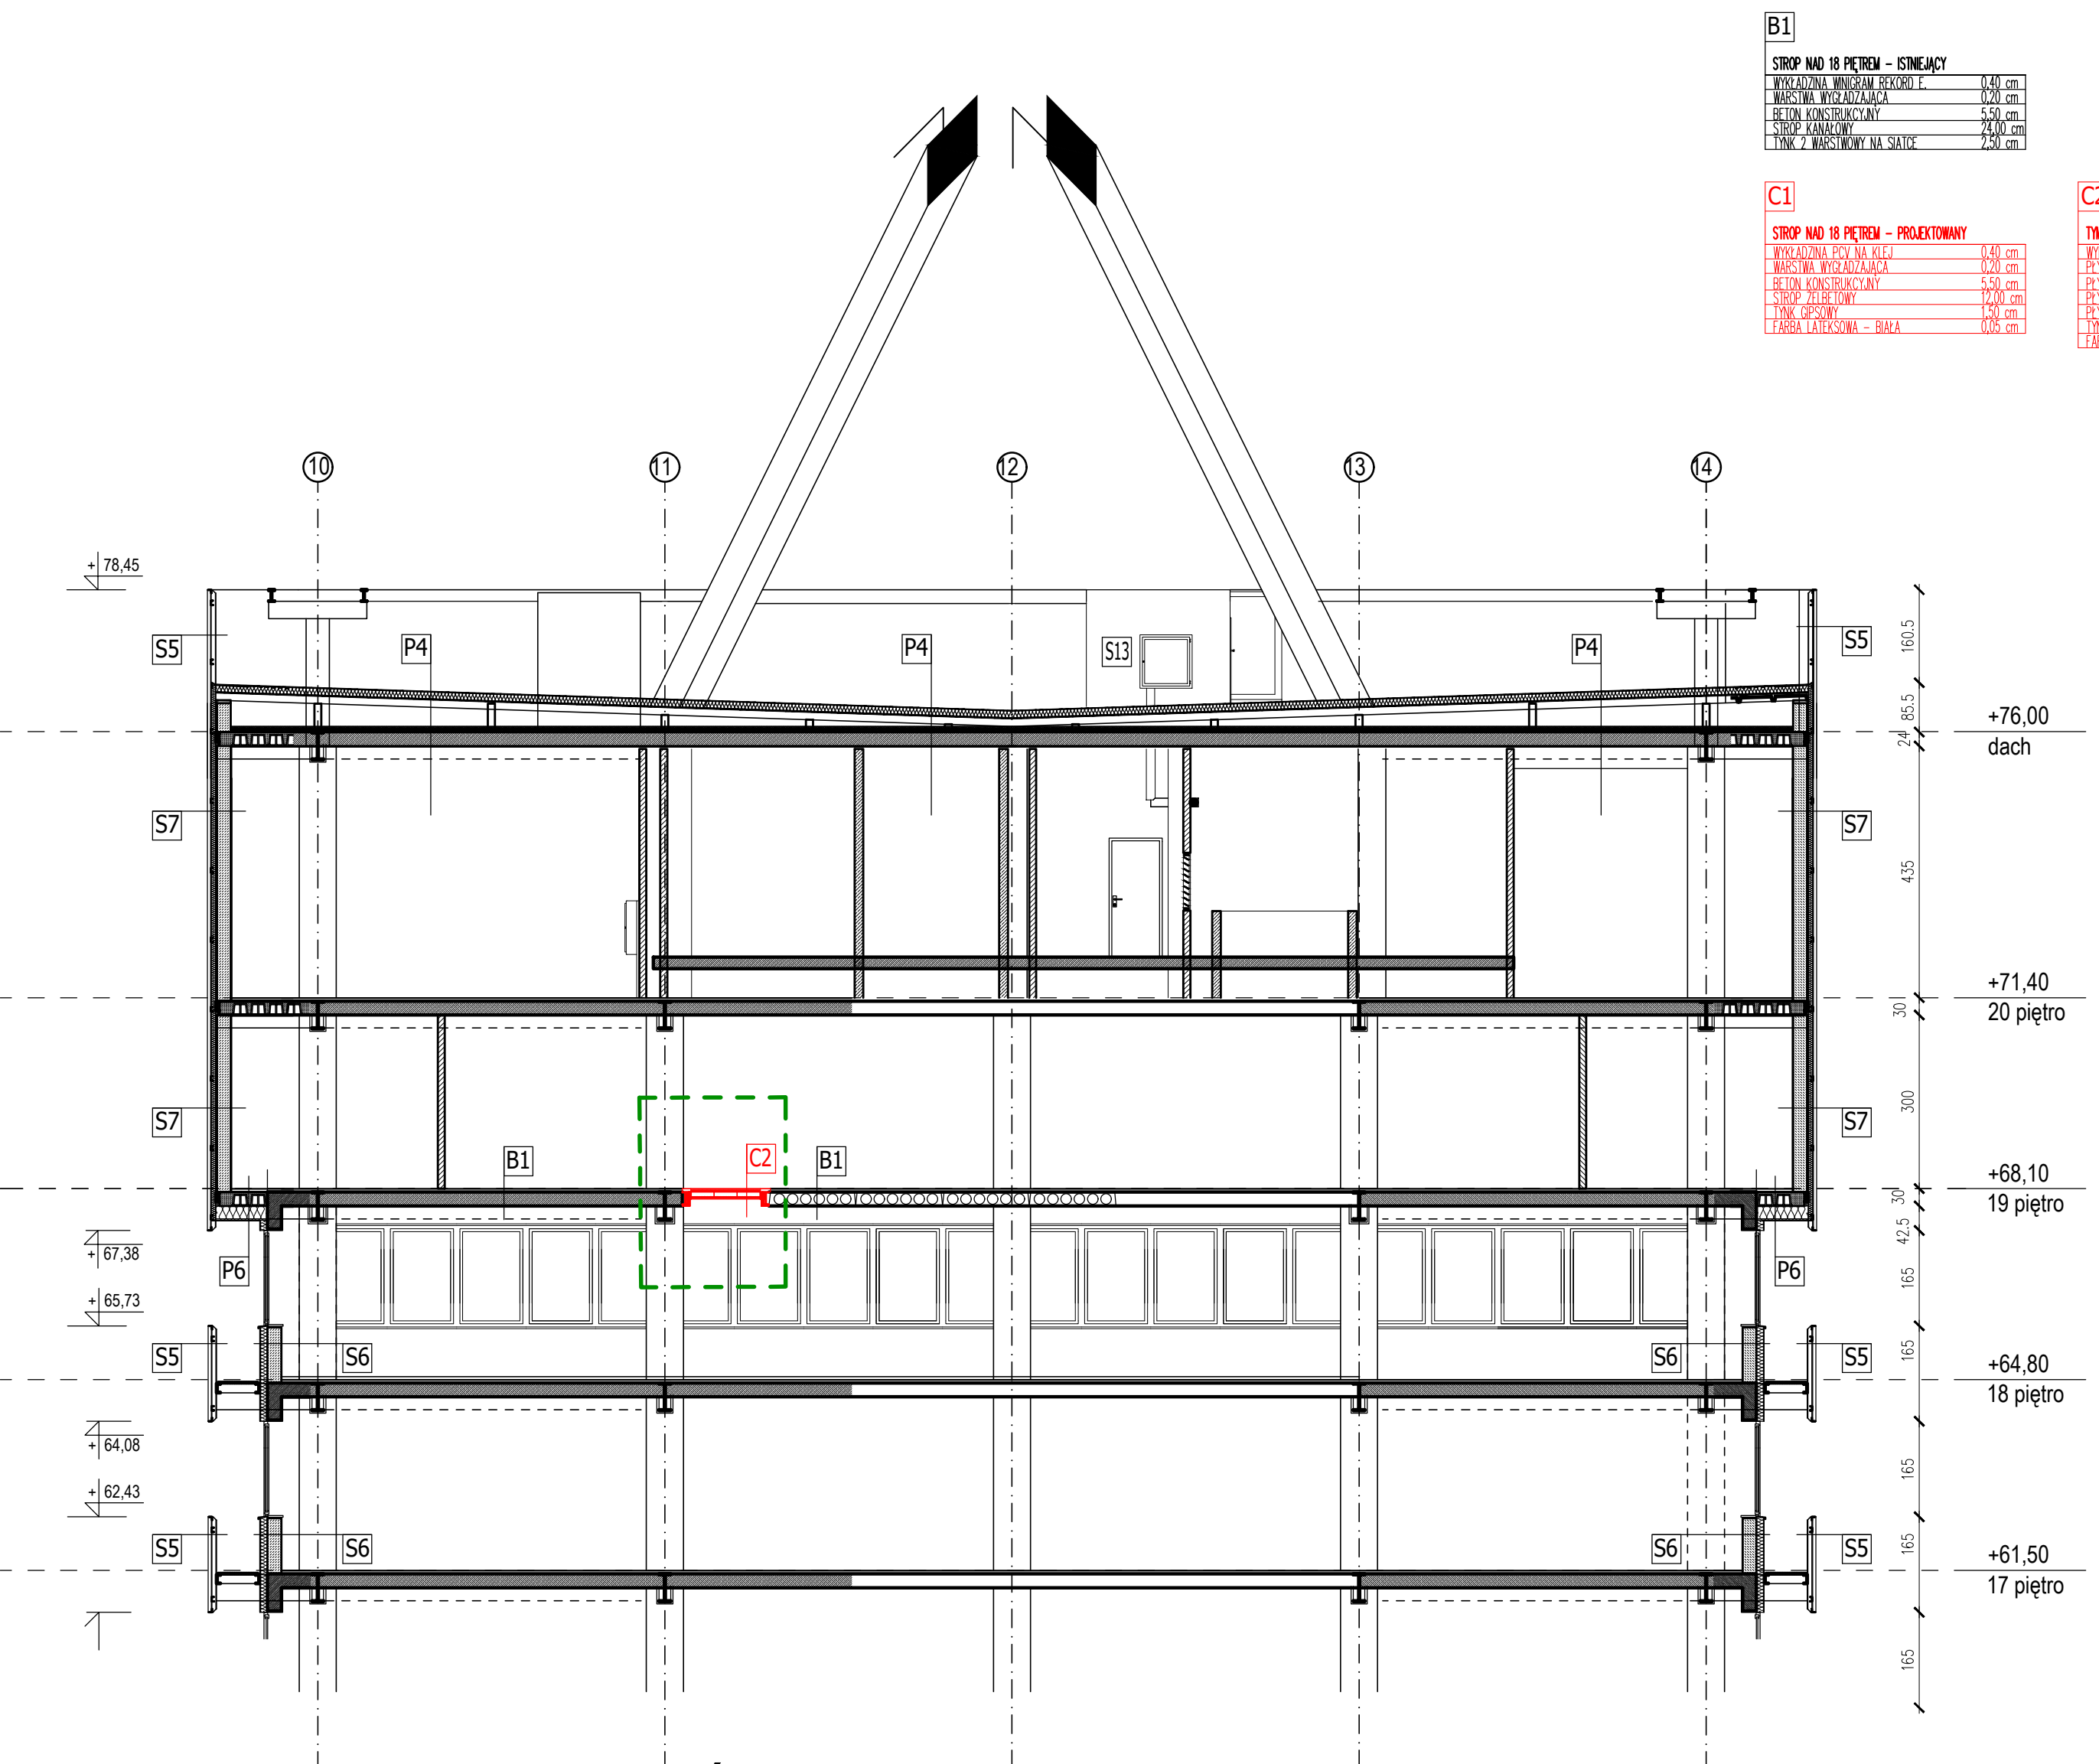 B1
STROP NAD 18 PIĘTREM – ISTNIEJĄCY
WYKŁADZINA WINIGRAM REKORD E. 0,40 cm
WARSTWA WYGŁADZAJĄCA 0,20 cm
BETON KONSTRUKCYJNY 5,50 cm
STROP KANAŁOWY 24,00 cm
TYNK 2 WARSTWOWY NA SIATCE 2,50 cm
C1
STROP NAD 18 PIĘTREM – PROJEKTOWANY
WYKŁADZINA PCV NA KLEJ 0,40 cm
WARSTWA WYGŁADZAJĄCA 0,20 cm
BETON KONSTRUKCYJNY 5,50 cm
STROP ŻELBETOWY 12,00 cm
TYNK GIPSOWY 1,50 cm
FARBA LATEKSOWA – BIAŁA 0,05 cm
10 11 12 13 14
+ 78,45
S5 P4 P4 S13 P4 S5
160.5
85.5
+76,00
24
dach
S7 S7
435
+71,40
30
20 piętro
300
S7 S7
B1 C2 B1
+68,10
30
19 piętro
42.5
+ 67,38
P6 P6
165
+ 65,73
S5 S6 S6 S5
165
+64,80
18 piętro
+ 64,08
165
+ 62,43
S5 S6 S6 S5
165
+61,50
17 piętro
165